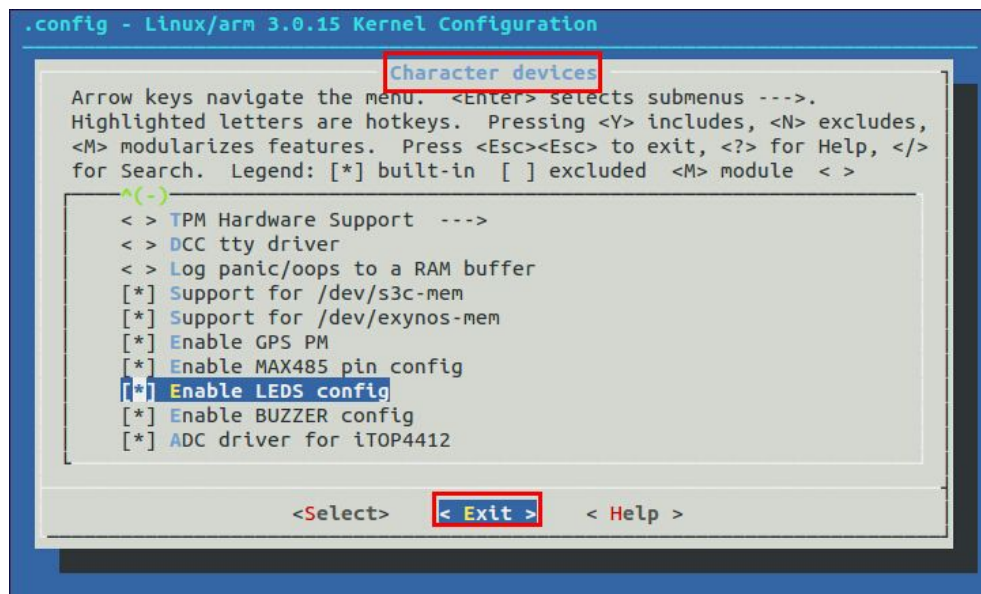 .config - Linux/arm 3.0.15 Kernel Configuration
Character devices
Arrow keys navigate the menu.  <Enter> selects submenus --->.
Highlighted letters are hotkeys.  Pressing <Y> includes, <N> excludes,
<M> modularizes features.  Press <Esc><Esc> to exit, <?> for Help, </>
for Search.  Legend: [*] built-in  [ ] excluded  <M> module  < >
^(-)
< > TPM Hardware Support  --->
< > DCC tty driver
< > Log panic/oops to a RAM buffer
[*] Support for /dev/s3c-mem
[*] Support for /dev/exynos-mem
[*] Enable GPS PM
[*] Enable MAX485 pin config
[*] Enable LEDS config
[*] Enable BUZZER config
[*] ADC driver for iTOP4412
<Select>    < Exit >    < Help >